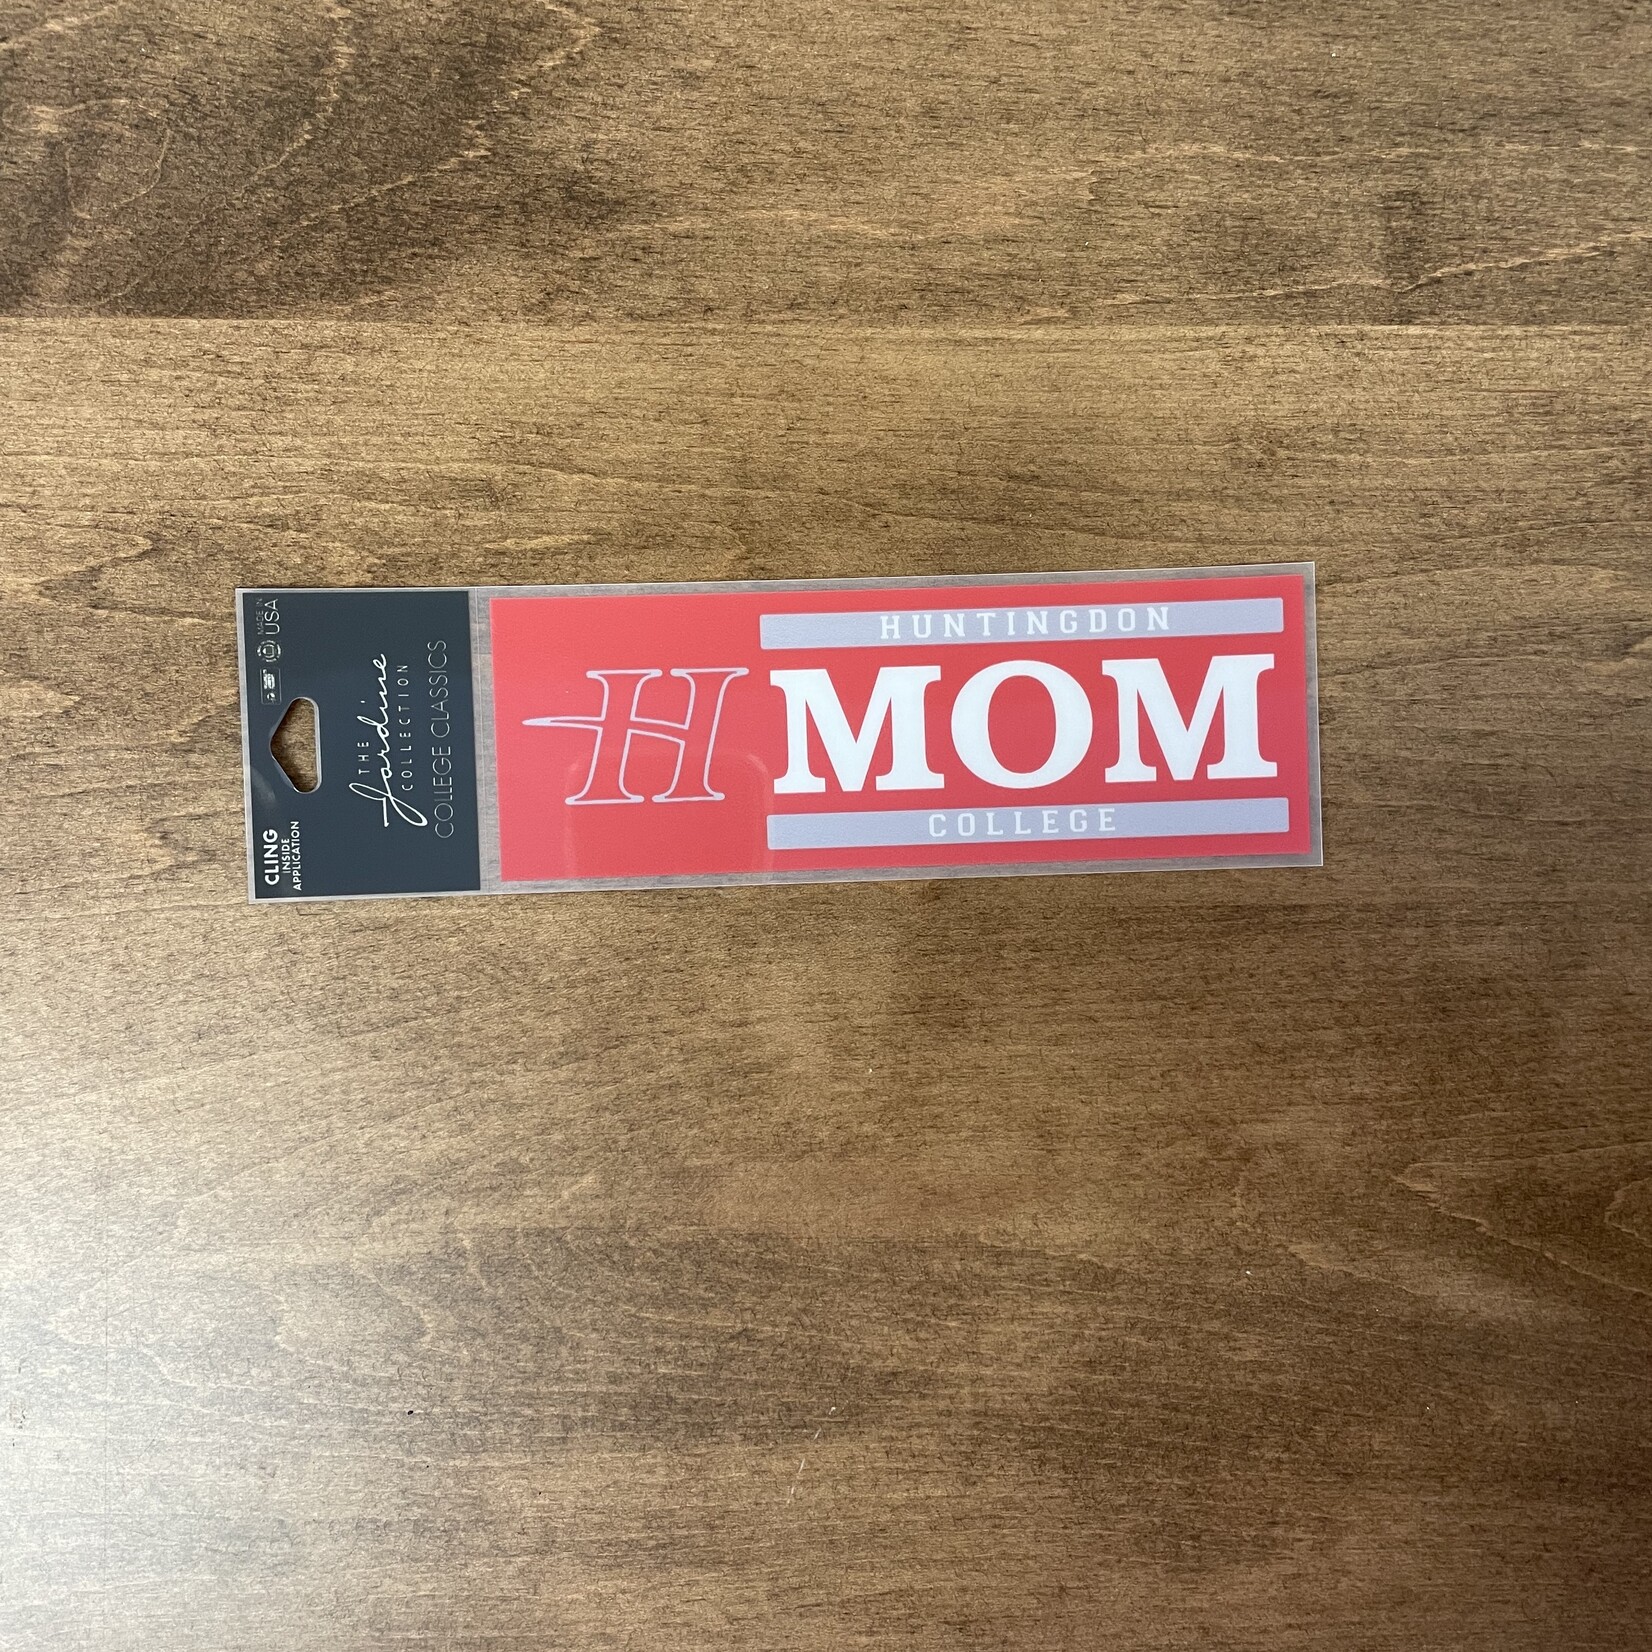 CLING
INSIDE
APPLICATION
MADE IN
USA
THE
Jardine
COLLECTION
COLLEGE CLASSICS
H
HUNTINGDON
MOM
COLLEGE